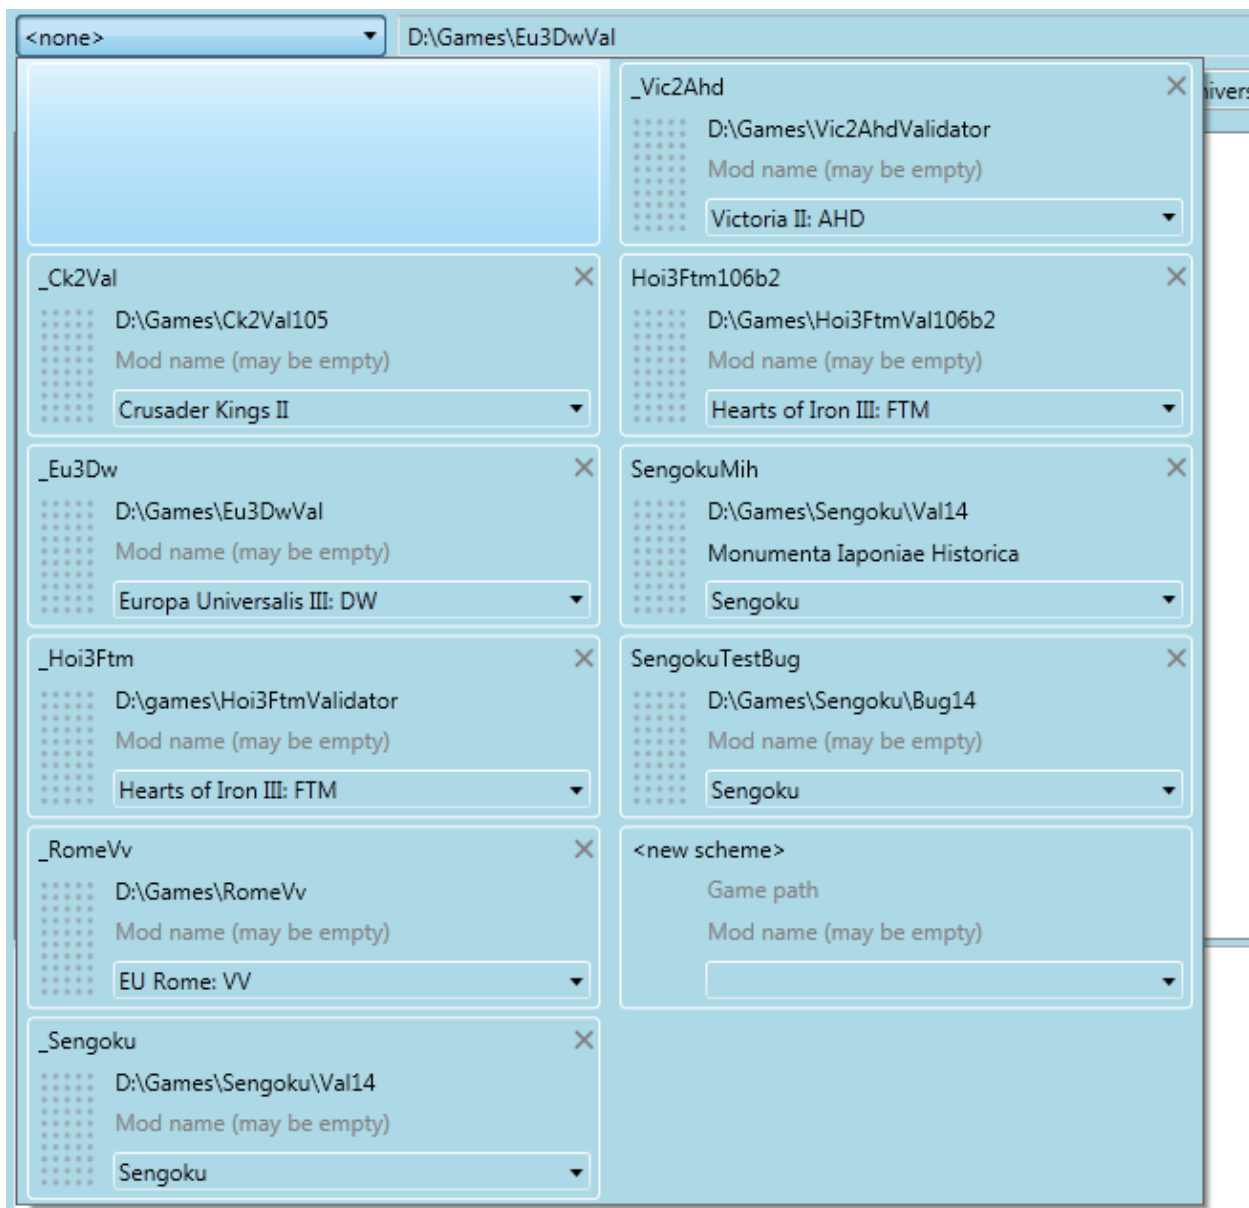 <none>
D:\Games\Eu3DwVal
_Vic2Ahd
D:\Games\Vic2AhdValidator
Mod name (may be empty)
Victoria II: AHD
_Ck2Val
D:\Games\Ck2Val105
Mod name (may be empty)
Crusader Kings II
Hoi3Ftm106b2
D:\Games\Hoi3FtmVal106b2
Mod name (may be empty)
Hearts of Iron III: FTM
_Eu3Dw
D:\Games\Eu3DwVal
Mod name (may be empty)
Europa Universalis III: DW
SengokuMih
D:\Games\Sengoku\Val14
Monumenta Iaponiae Historica
Sengoku
_Hoi3Ftm
D:\games\Hoi3FtmValidator
Mod name (may be empty)
Hearts of Iron III: FTM
SengokuTestBug
D:\Games\Sengoku\Bug14
Mod name (may be empty)
Sengoku
_RomeVv
D:\Games\RomeVv
Mod name (may be empty)
EU Rome: VV
<new scheme>
Game path
Mod name (may be empty)
_Sengoku
D:\Games\Sengoku\Val14
Mod name (may be empty)
Sengoku